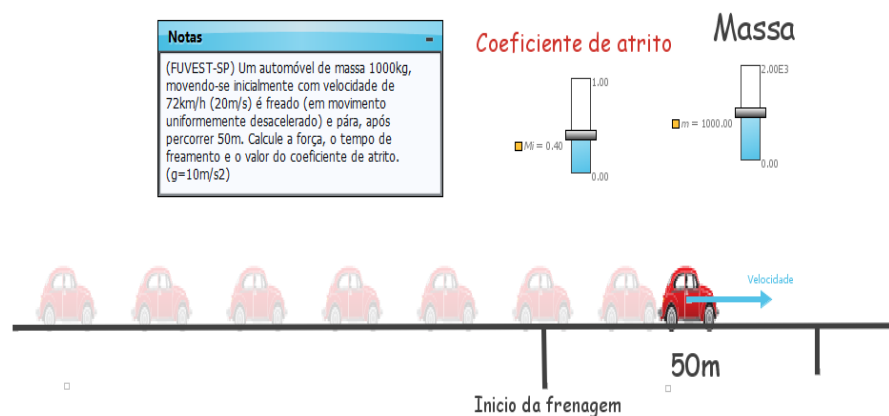 Notas
(FUVEST-SP) Um automóvel de massa 1000kg,
movendo-se inicialmente com velocidade de
72km/h (20m/s) é freado (em movimento
uniformemente desacelerado) e pára, após
percorrer 50m. Calcule a força, o tempo de
freamento e o valor do coeficiente de atrito.
(g=10m/s2)
Coeficiente de atrito
1.00
Mi = 0.40
0.00
Massa
2.00E3
m = 1000.00
0.00
Velocidade
50m
Inicio da frenagem